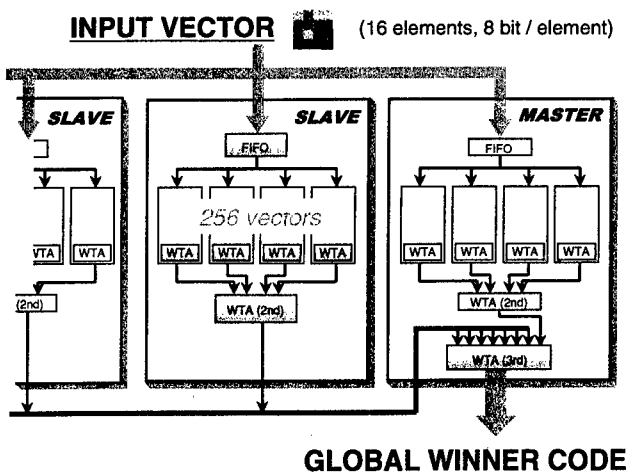 INPUT VECTOR (16 elements, 8 bit / element)
SLAVE SLAVE MASTER
FIFO FIFO
256 vectors
WTA WTA WTA WTA WTA WTA WTA WTA WTA WTA
(2nd) WTA (2nd) WTA (2nd)
WTA (3rd)
GLOBAL WINNER CODE